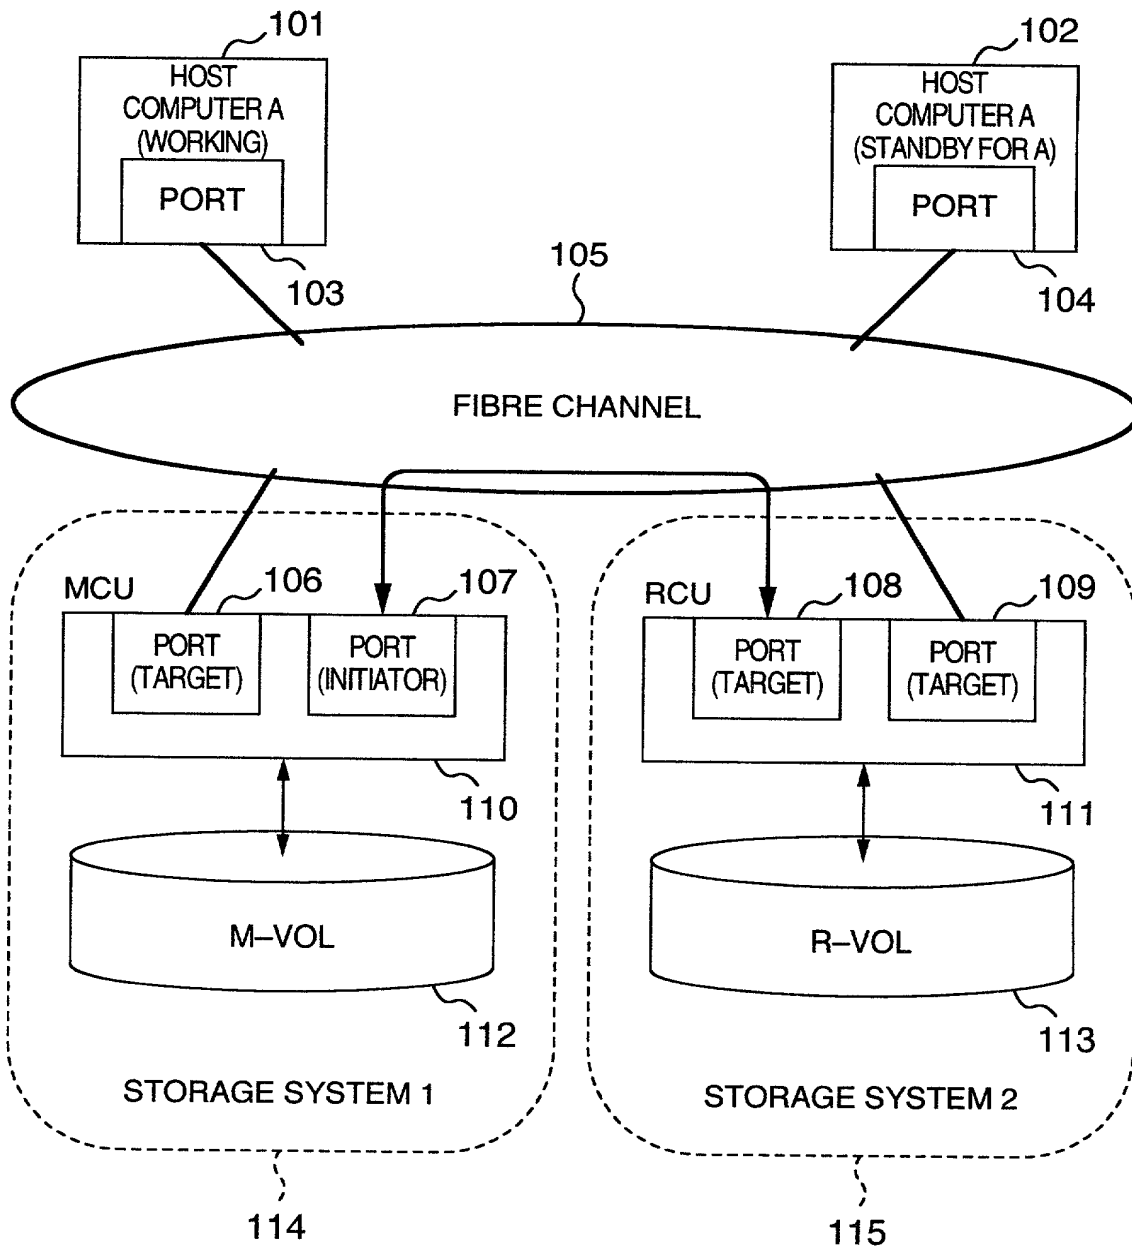 101
HOST
COMPUTER A
(WORKING)
PORT
103
102
HOST
COMPUTER A
(STANDBY FOR A)
PORT
104
105
FIBRE CHANNEL
MCU
106
PORT
(TARGET)
107
PORT
(INITIATOR)
110
RCU
108
PORT
(TARGET)
109
PORT
(TARGET)
111
M–VOL
112
R–VOL
113
STORAGE SYSTEM 1
STORAGE SYSTEM 2
114
115